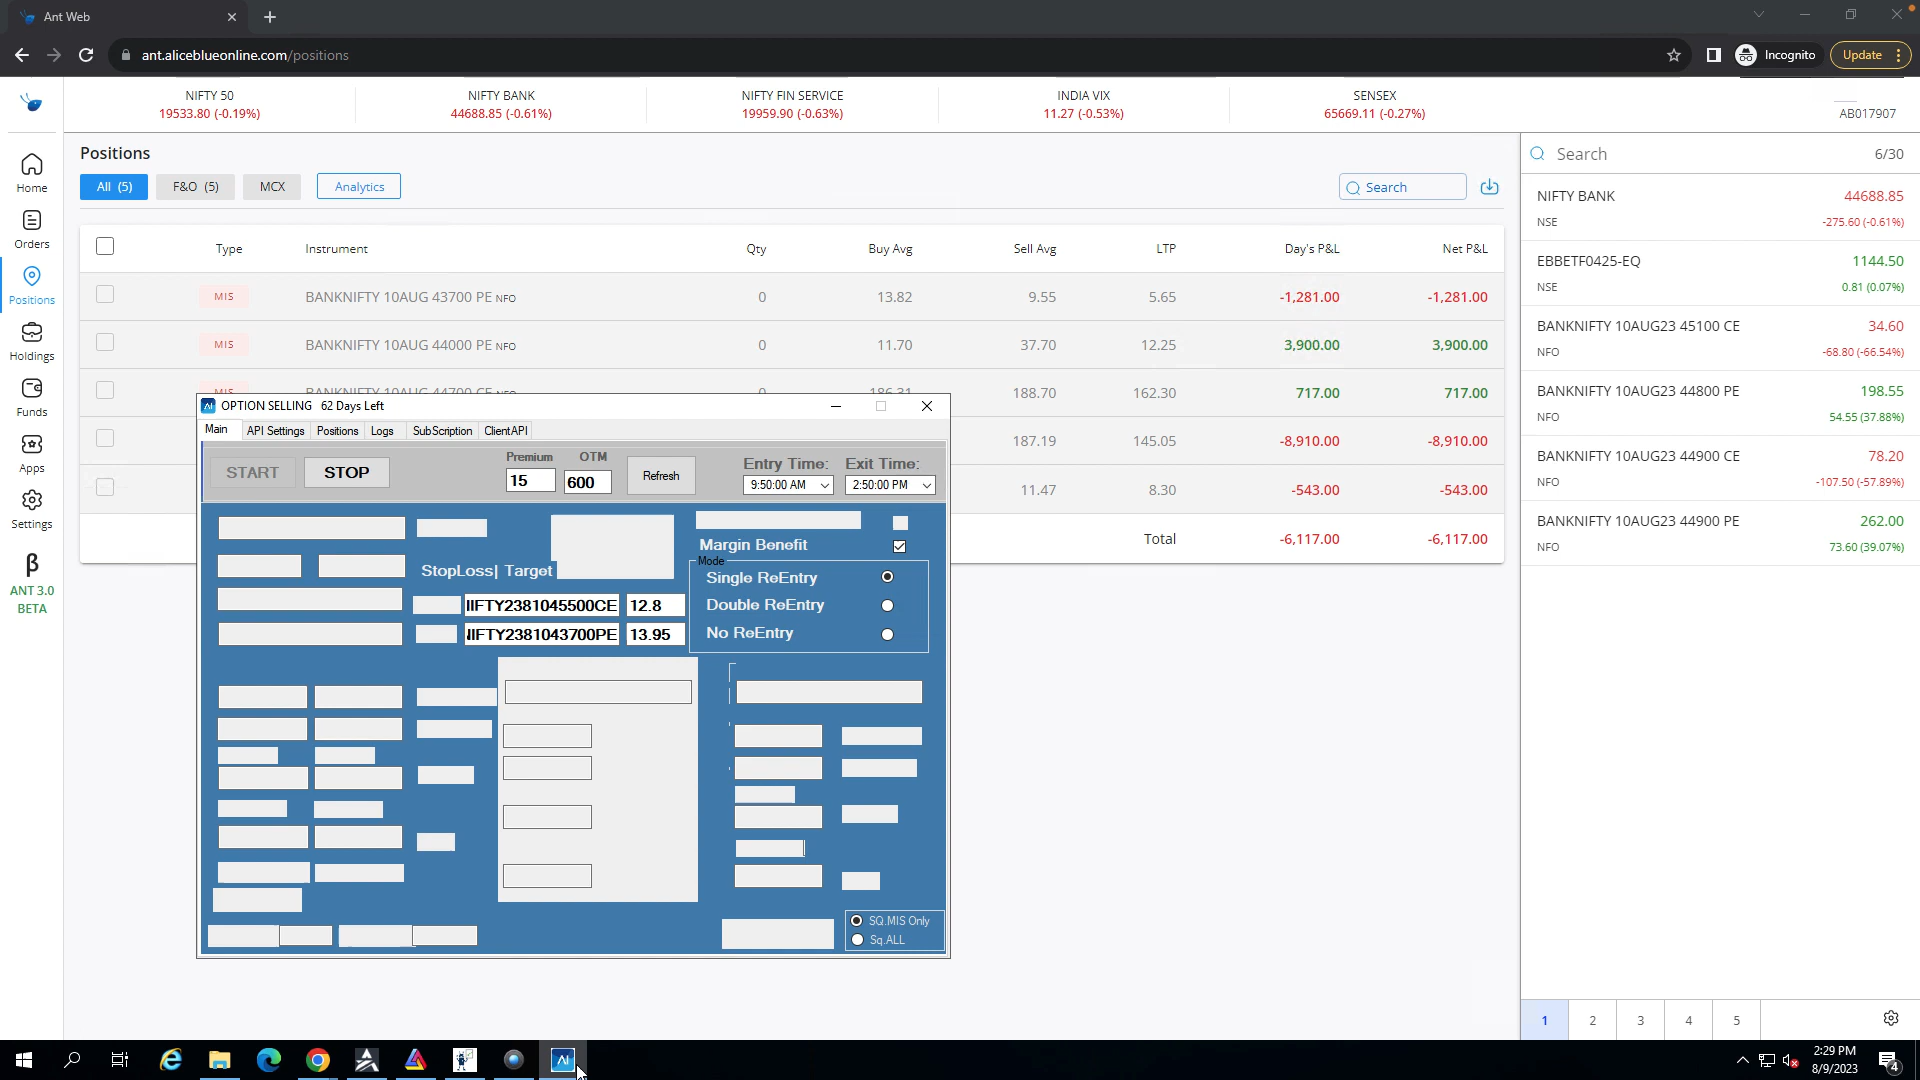 Ant Web
ant.aliceblueonline.com/positions
Incognito
Update
NIFTY 50
19533.80 (-0.19%)
NIFTY BANK
44688.85 (-0.61%)
NIFTY FIN SERVICE
19959.90 (-0.63%)
INDIA VIX
11.27 (-0.53%)
SENSEX
65669.11 (-0.27%)
AB017907
Home
Orders
Positions
Holdings
Funds
Apps
Settings
β
ANT 3.0
BETA
Positions
All (5)
F&O (5)
MCX
Analytics
Search
Type Instrument Qty Buy Avg Sell Avg LTP Day's P&L Net P&L
MIS BANKNIFTY 10AUG 43700 PE NFO 0 13.82 9.55 5.65 -1,281.00 -1,281.00
MIS BANKNIFTY 10AUG 44000 PE NFO 0 11.70 37.70 12.25 3,900.00 3,900.00
MIS BANKNIFTY 10AUG 44700 CE NFO 0 186.31 188.70 162.30 717.00 717.00
187.19 145.05 -8,910.00 -8,910.00
11.47 8.30 -543.00 -543.00
Total -6,117.00 -6,117.00
OPTION SELLING 62 Days Left
Main
API Settings
Positions
Logs
SubScription
ClientAPI
START
STOP
Premium
15
OTM
600
Refresh
Entry Time:
9:50:00 AM
Exit Time:
2:50:00 PM
StopLoss| Target
IIFTY2381045500CE 12.8
NIFTY2381043700PE 13.95
Margin Benefit
Mode
Single ReEntry
Double ReEntry
No ReEntry
SQ.MIS Only
Sq.ALL
Search
6/30
NIFTY BANK 44688.85
NSE -275.60 (-0.61%)
EBBETF0425-EQ 1144.50
NSE 0.81 (0.07%)
BANKNIFTY 10AUG23 45100 CE 34.60
NFO -68.80 (-66.54%)
BANKNIFTY 10AUG23 44800 PE 198.55
NFO 54.55 (37.88%)
BANKNIFTY 10AUG23 44900 CE 78.20
NFO -107.50 (-57.89%)
BANKNIFTY 10AUG23 44900 PE 262.00
NFO 73.60 (39.07%)
1 2 3 4 5
AI
2:29 PM
8/9/2023
4